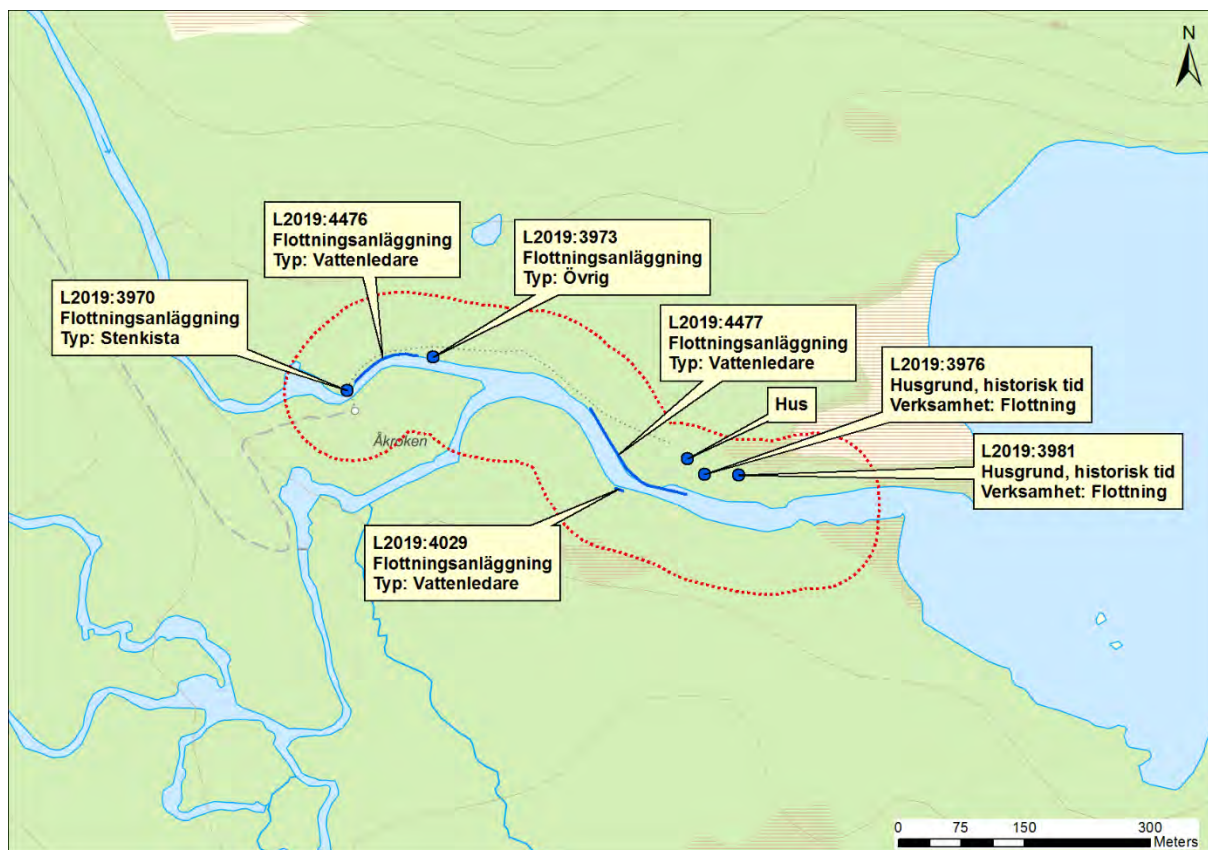 N
L2019:4476
Flottningsanläggning
Typ: Vattenledare
L2019:3973
Flottningsanläggning
Typ: Övrig
L2019:3970
Flottningsanläggning
Typ: Stenkista
L2019:4477
Flottningsanläggning
Typ: Vattenledare
L2019:3976
Husgrund, historisk tid
Verksamhet: Flottning
Hus
Åkroken
L2019:3981
Husgrund, historisk tid
Verksamhet: Flottning
L2019:4029
Flottningsanläggning
Typ: Vattenledare
0 75 150 300
Meters